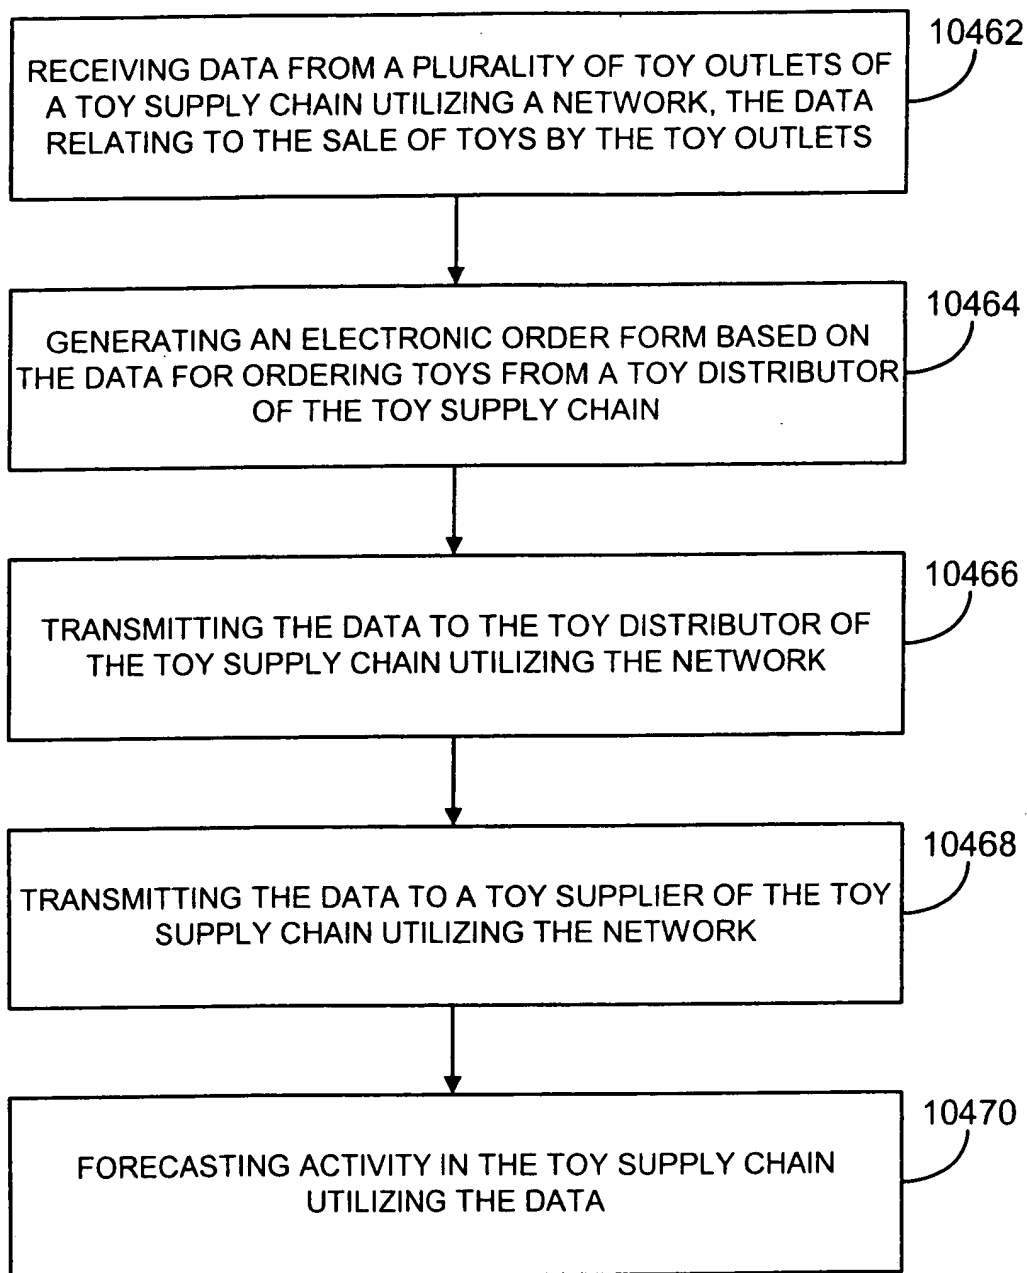 10462
RECEIVING DATA FROM A PLURALITY OF TOY OUTLETS OF
A TOY SUPPLY CHAIN UTILIZING A NETWORK, THE DATA
RELATING TO THE SALE OF TOYS BY THE TOY OUTLETS
10464
GENERATING AN ELECTRONIC ORDER FORM BASED ON
THE DATA FOR ORDERING TOYS FROM A TOY DISTRIBUTOR
OF THE TOY SUPPLY CHAIN
10466
TRANSMITTING THE DATA TO THE TOY DISTRIBUTOR OF
THE TOY SUPPLY CHAIN UTILIZING THE NETWORK
10468
TRANSMITTING THE DATA TO A TOY SUPPLIER OF THE TOY
SUPPLY CHAIN UTILIZING THE NETWORK
10470
FORECASTING ACTIVITY IN THE TOY SUPPLY CHAIN
UTILIZING THE DATA